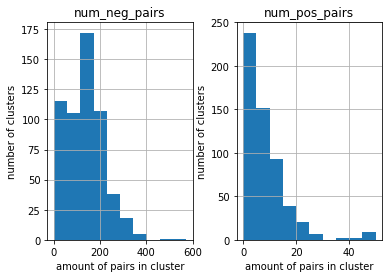 num_neg_pairs
number of clusters
175
150
125
100
75
50
25
0
0 200 400 600
amount of pairs in cluster
num_pos_pairs
number of clusters
250
200
150
100
50
0
0 20 40
amount of pairs in cluster